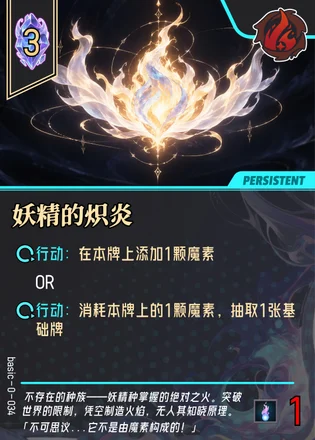 3
PERSISTENT
妖精的炽炎
行动：在本牌上添加1颗魔素
OR
行动：消耗本牌上的1颗魔素，抽取1张基
础牌
basic-0-034
不存在的种族——妖精种掌握的绝对之火。突破
世界的限制，凭空制造火焰，无人其知晓原理。
「不可思议...它不是由魔素构成的！」
1